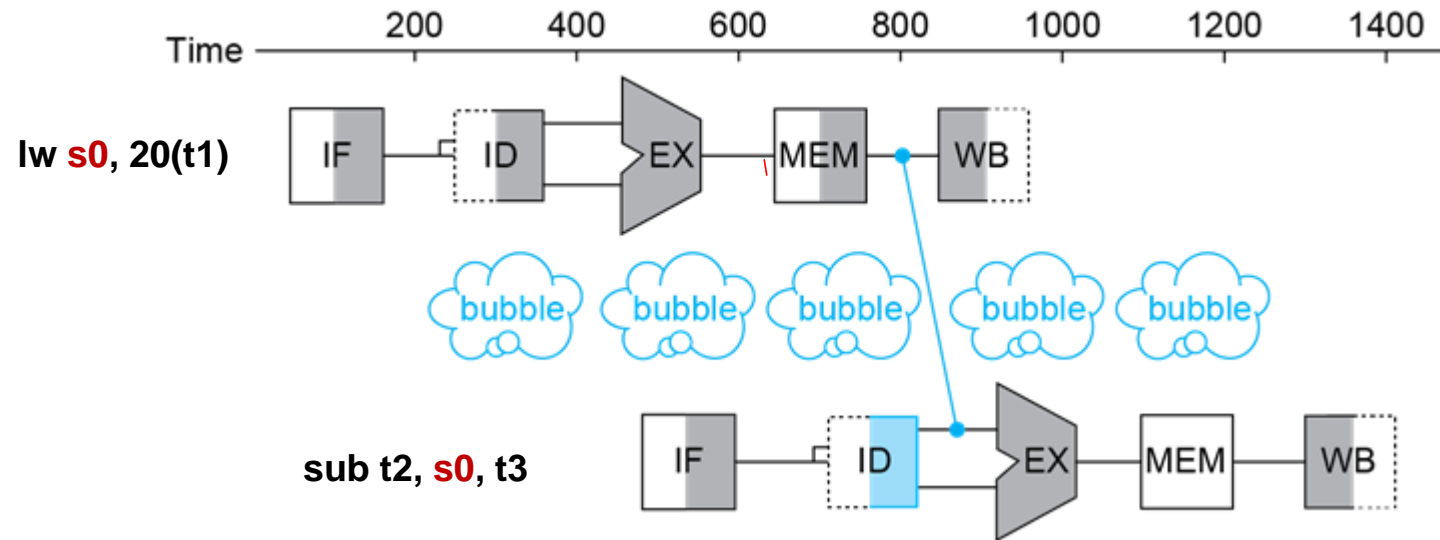 200 400 600 800 1000 1200 1400
Time
lw s0, 20(t1)
IF ID EX MEM WB
bubble bubble bubble bubble bubble
sub t2, s0, t3
IF ID EX MEM WB